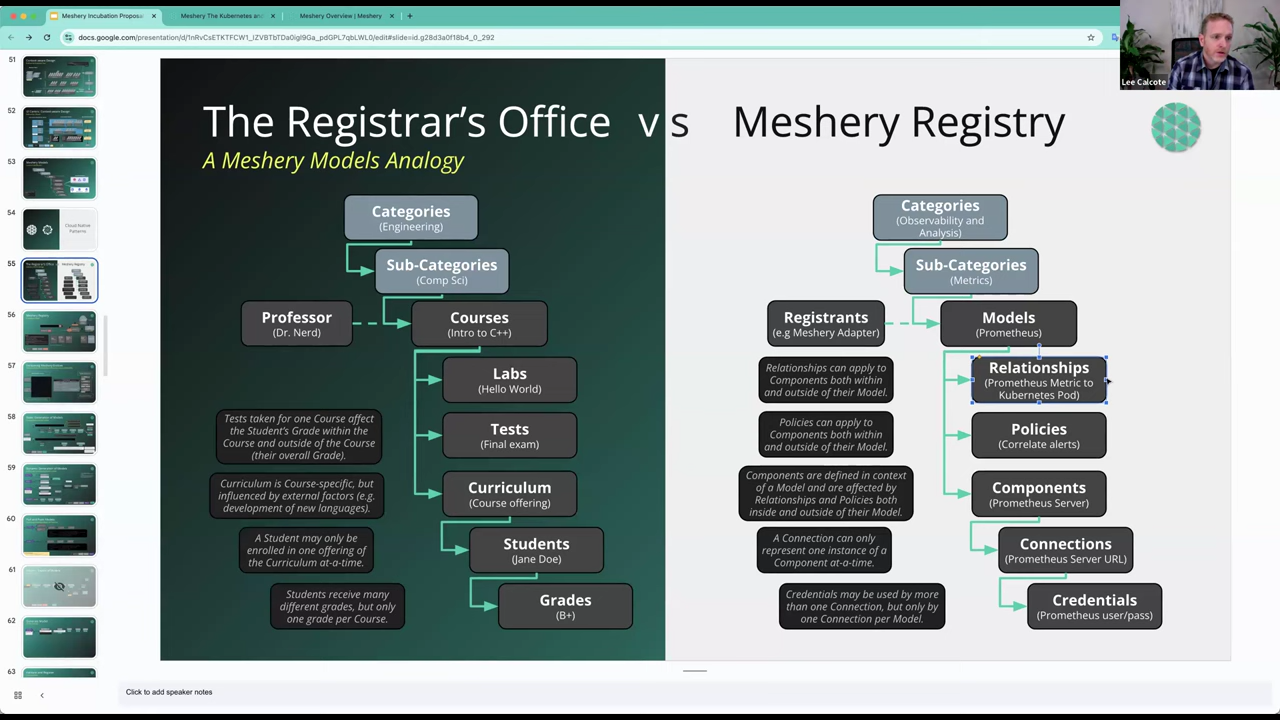 Meshery Incubation Proposa
Meshery The Kubernetes an
Meshery Overview | Meshery
docs.google.com/presentation/d/1nRvCsETKTFCW1_IZVBTbTDa0igI9Ga_pdGPL7qbLWL0/edit#slide=id.g28d3a0f18b4_0_292
Lee Calcote
51
52
53
54
Cloud Native
Patterns
55
56
57
58
59
60
61
62
63
The Registrar's Office vs Meshery Registry
A Meshery Models Analogy
Categories
(Engineering)
Sub-Categories
(Comp Sci)
Professor
(Dr. Nerd)
Courses
(Intro to C++)
Labs
(Hello World)
Tests taken for one Course affect
the Student's Grade within the
Course and outside of the Course
(their overall Grade).
Tests
(Final exam)
Curriculum is Course-specific, but
influenced by external factors (e.g.
development of new languages).
Curriculum
(Course offering)
A Student may only be
enrolled in one offering of
the Curriculum at-a-time.
Students
(Jane Doe)
Students receive many
different grades, but only
one grade per Course.
Grades
(B+)
Categories
(Observability and
Analysis)
Sub-Categories
(Metrics)
Registrants
(e.g Meshery Adapter)
Models
(Prometheus)
Relationships can apply to
Components both within
and outside of their Model.
Relationships
(Prometheus Metric to
Kubernetes Pod)
Policies can apply to
Components both within
and outside of their Model.
Policies
(Correlate alerts)
Components are defined in context
of a Model and are affected by
Relationships and Policies both
inside and outside of their Model.
Components
(Prometheus Server)
A Connection can only
represent one instance of a
Component at-a-time.
Connections
(Prometheus Server URL)
Credentials may be used by more
than one Connection, but only by
one Connection per Model.
Credentials
(Prometheus user/pass)
Click to add speaker notes